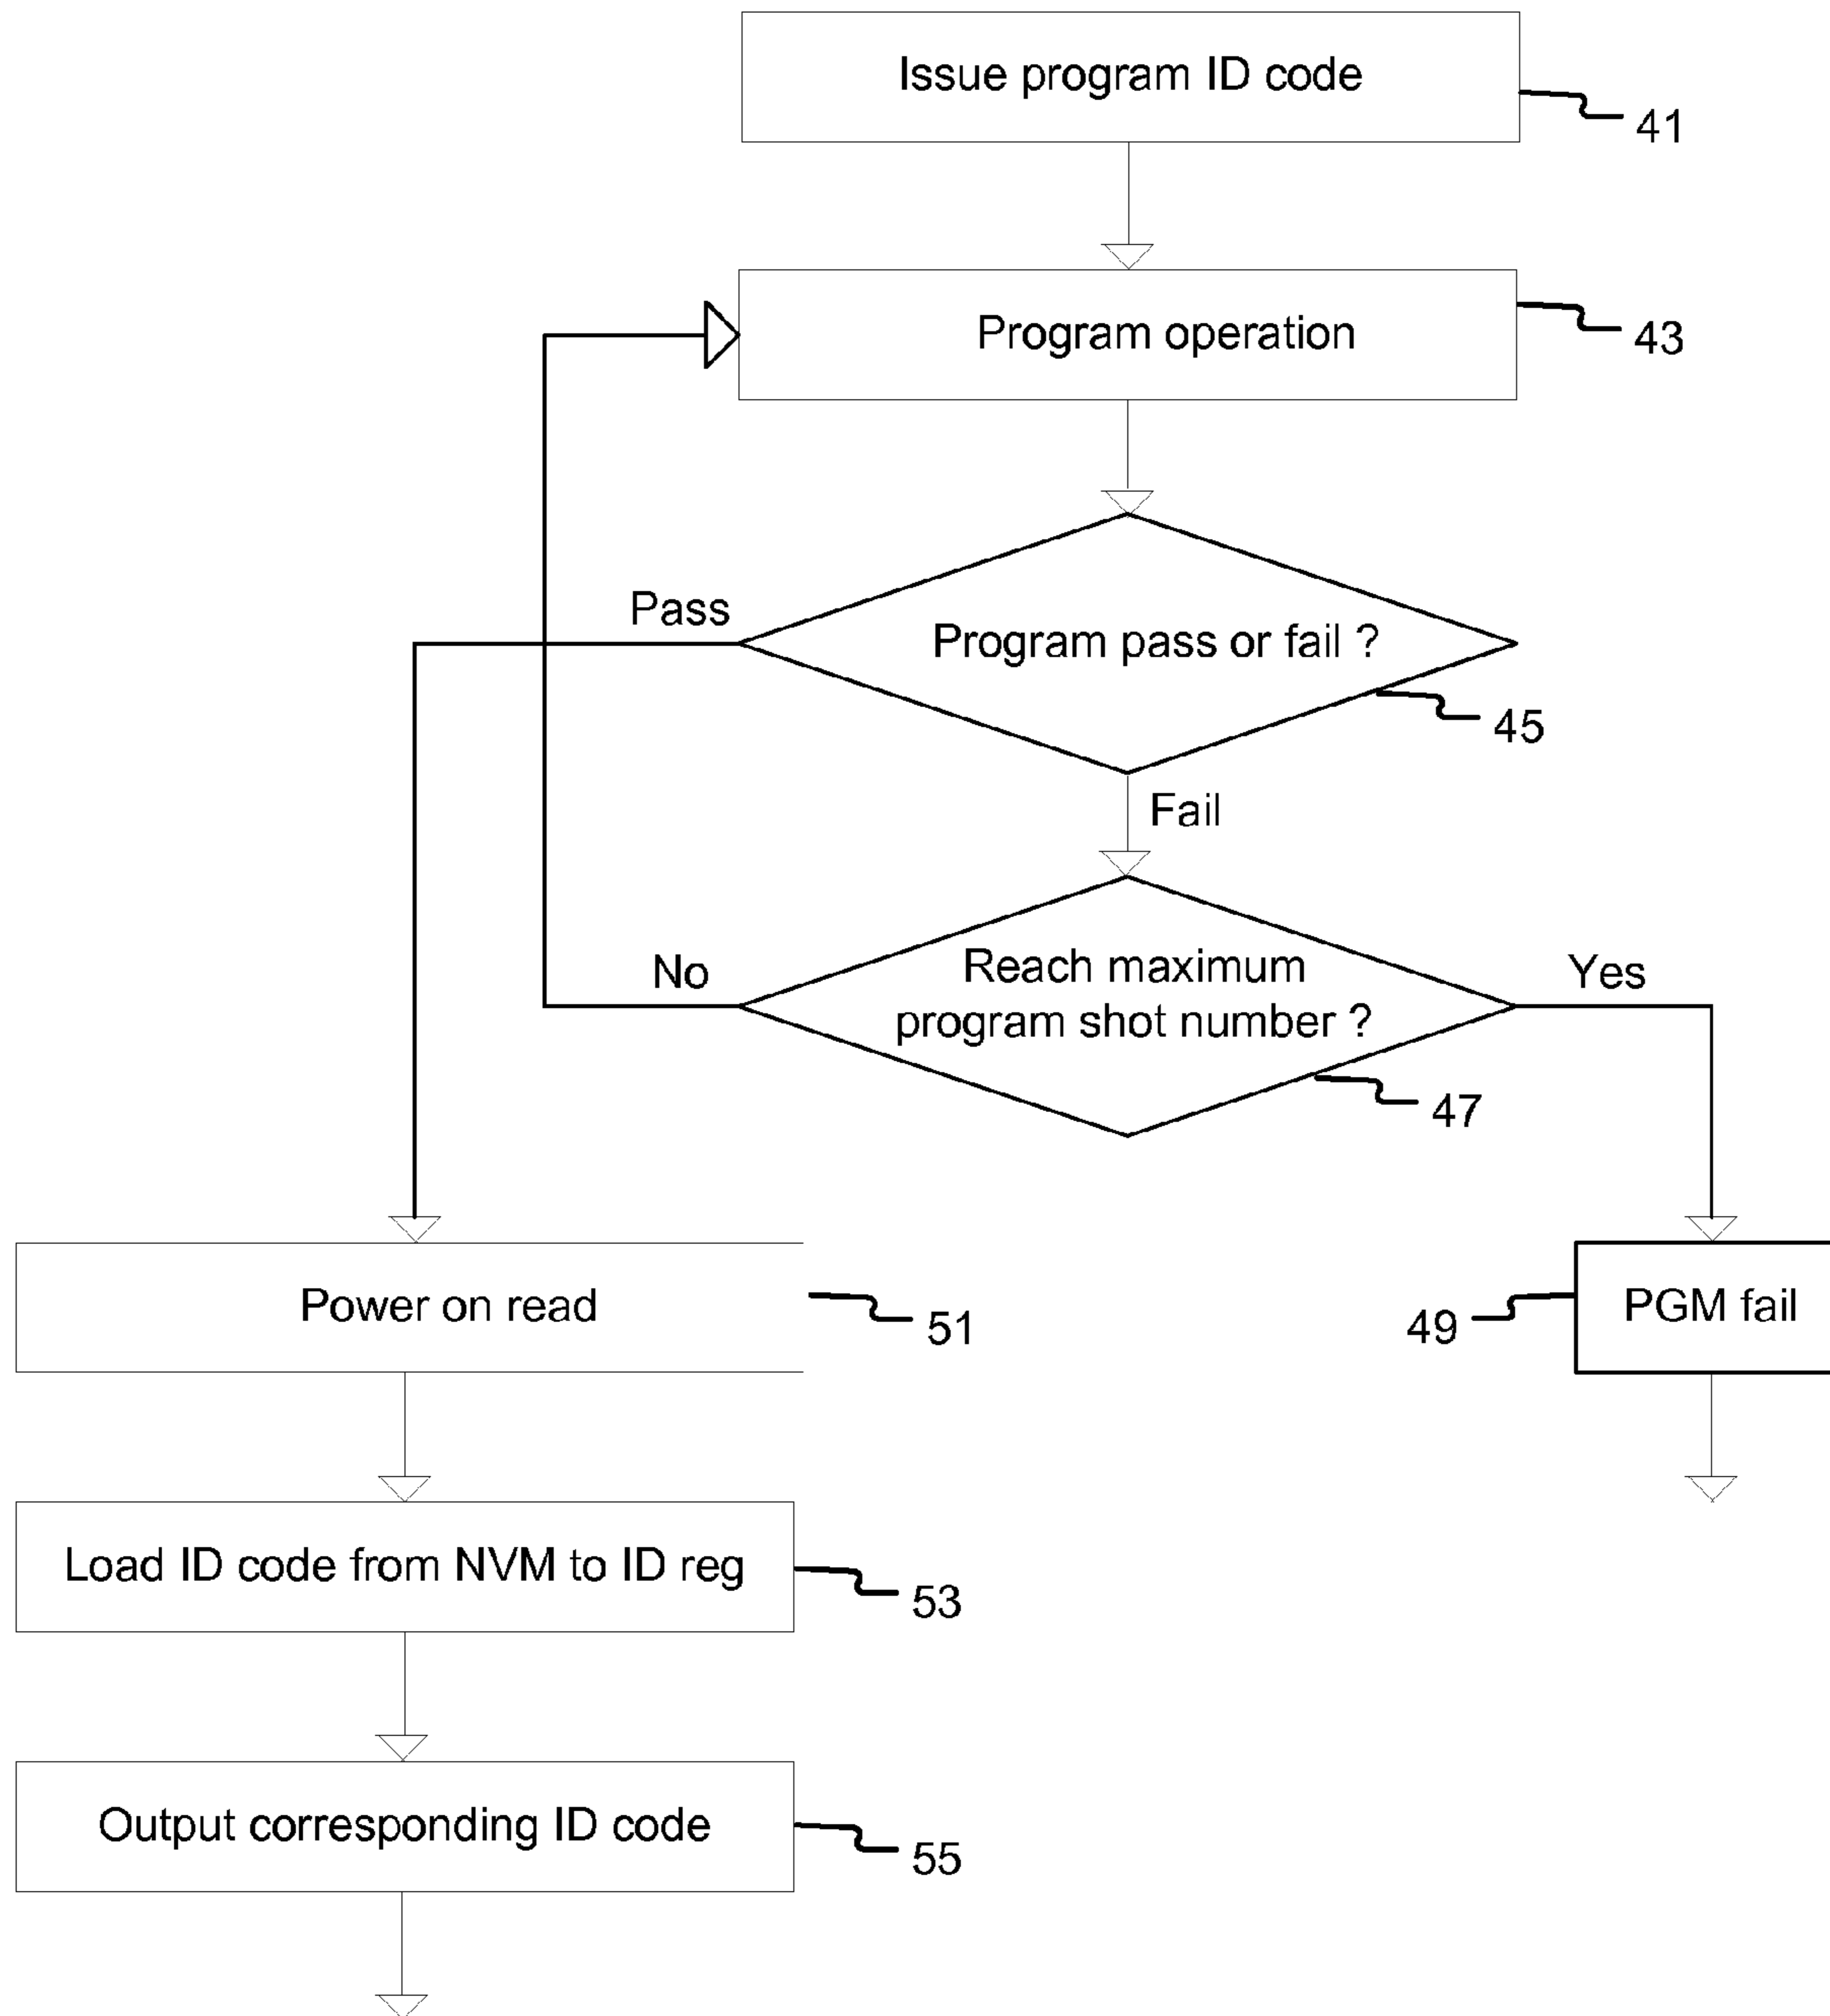 Issue program ID code
41
Program operation
43
Pass
Program pass or fail ?
45
Fail
No
Reach maximum
program shot number ?
Yes
47
Power on read
51
49
PGM fail
Load ID code from NVM to ID reg
53
Output corresponding ID code
55